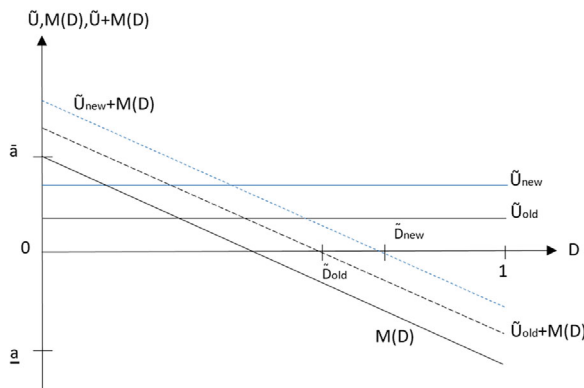 Ũ,M(D),Ũ+M(D)
Ũnew+M(D)
ā
Ũnew
Ũold
D̃new
0
D
D̃old
1
Ũold+M(D)
M(D)
a̲